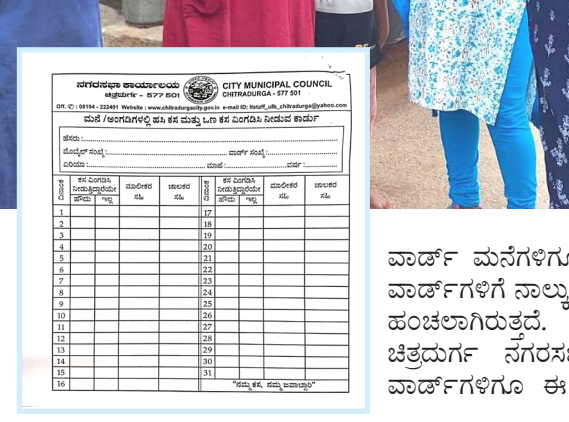 ನಗರಸಭಾ ಕಾರ್ಯಾಲಯ CITY MUNICIPAL COUNCIL
ಚಿತ್ರದುರ್ಗ - 577 501 CHITRADURGA - 577 501
Off. ✆ : 08194 - 222401 Website : www.chitradurgacity.gov.in e-mail ID: itstaff_ulb_chitradurga@yahoo.com
ಮನೆ /ಅಂಗಡಿಗಳಲ್ಲಿ ಹಸಿ ಕಸ ಮತ್ತು ಒಣ ಕಸ ವಿಂಗಡಿಸಿ ನೀಡುವ ಕಾರ್ಡು
ಹೆಸರು :
ಮೊಬೈಲ್ ಸಂಖ್ಯೆ : ವಾರ್ಡ್ ಸಂಖ್ಯೆ :
ಏರಿಯಾ : ಮಾಹೆ : ವರ್ಷ :
ದಿನಾಂಕ ಕಸ ವಿಂಗಡಿಸಿ ನೀಡುತ್ತಿದ್ದಾರೆಯೇ ಮಾಲೀಕರ ಸಹಿ ಚಾಲಕರ ಸಹಿ ದಿನಾಂಕ ಕಸ ವಿಂಗಡಿಸಿ ನೀಡುತ್ತಿದ್ದಾರೆಯೇ ಮಾಲೀಕರ ಸಹಿ ಚಾಲಕರ ಸಹಿ
ಹೌದು ಇಲ್ಲ ಹೌದು ಇಲ್ಲ
1 17
2 18
3 19
4 20
5 21
6 22
7 23
8 24
9 25
10 26
11 27
12 28
13 29
14 30
15 31
16 "ನಮ್ಮ ಕಸ, ನಮ್ಮ ಜವಾಬ್ದಾರಿ"
ವಾರ್ಡ್ ಮನೆಗಳಿಗೂ
ವಾರ್ಡ್‌ಗಳಿಗೆ ನಾಲ್ಕು
ಹಂಚಲಾಗಿರುತ್ತದೆ.
ಚಿತ್ರದುರ್ಗ
ವಾರ್ಡ್‌ಗಳಿಗೂ ಈ